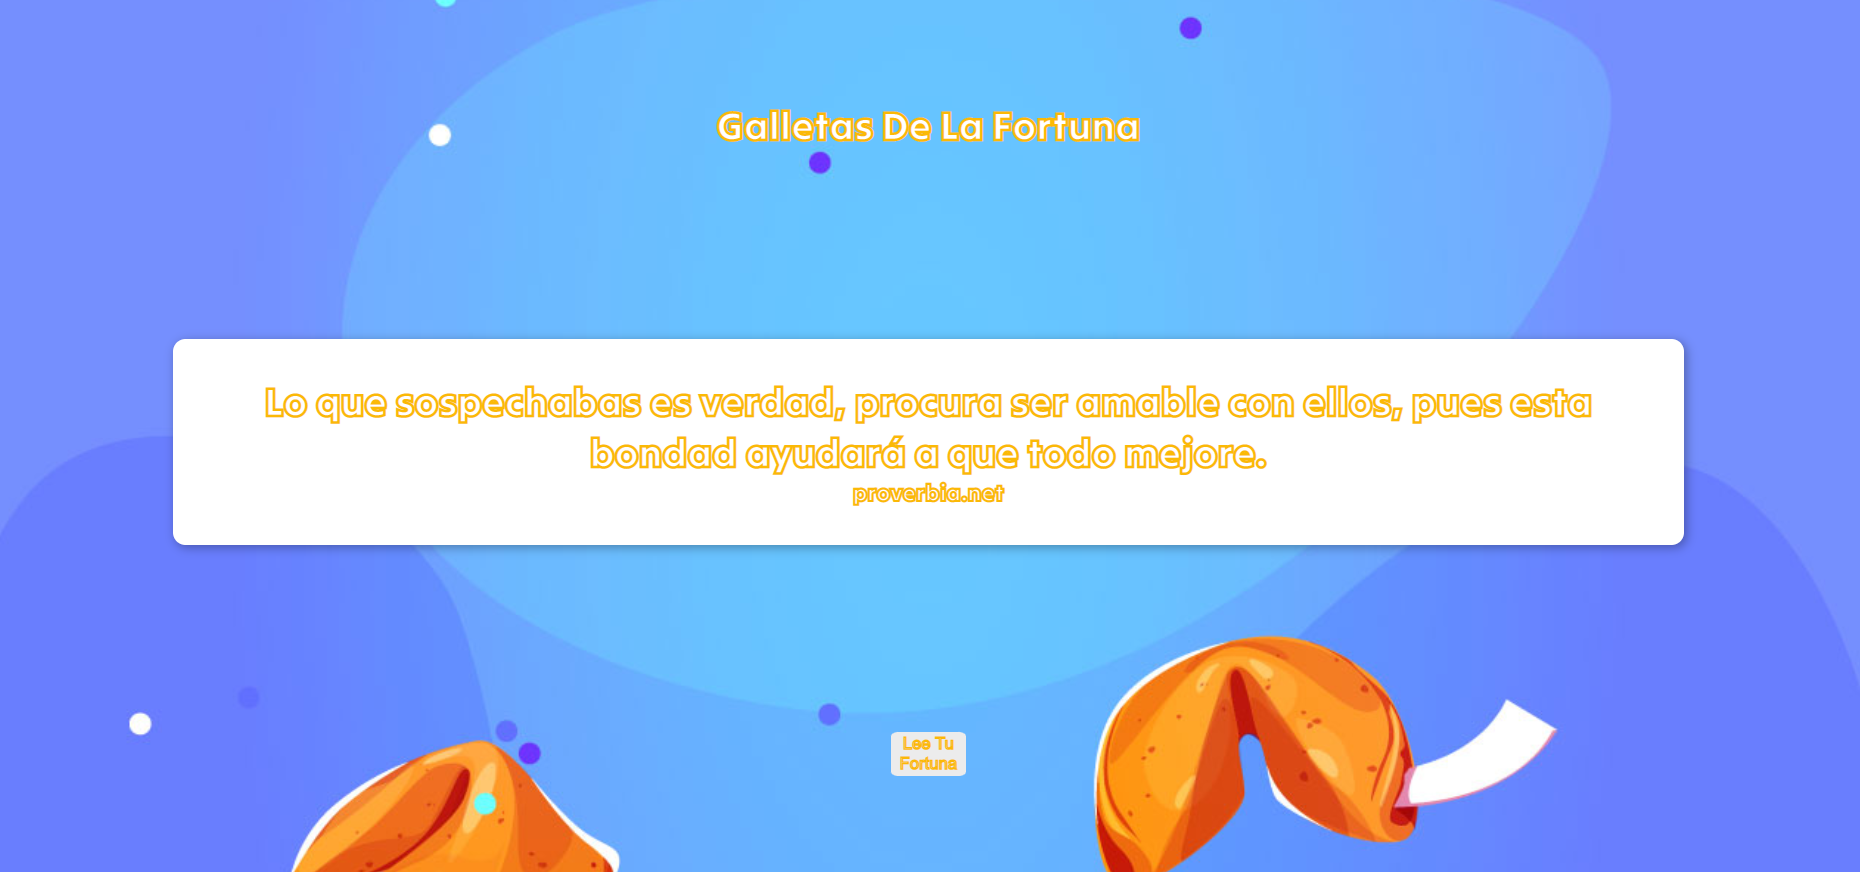 Galletas De La Fortuna
Lo que sospechabas es verdad, procura ser amable con ellos, pues esta
bondad ayudará a que todo mejore.
proverbia.net
Lee Tu
Fortuna